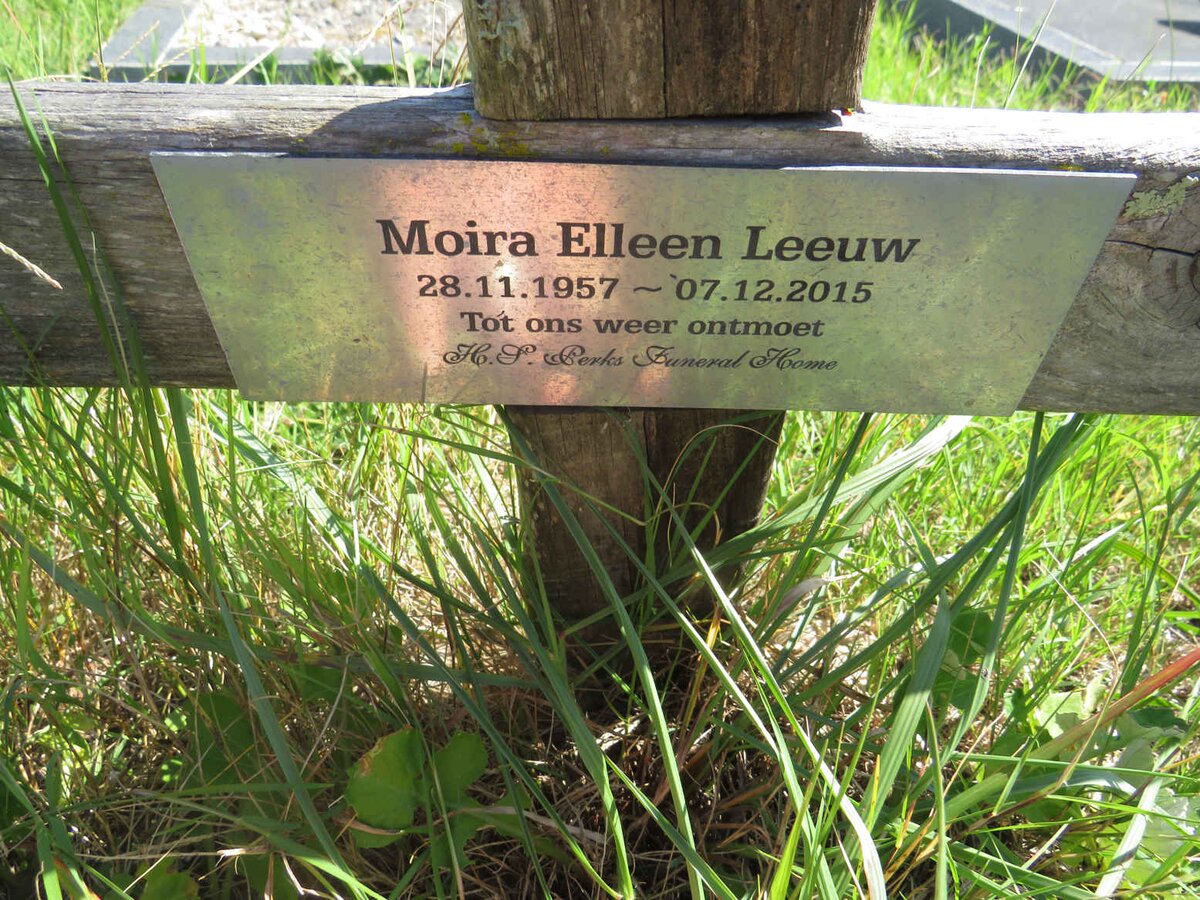 Moira Elleen Leeuw
28.11.1957 ~ 07.12.2015
Tot ons weer ontmoet
H.S. Perks Funeral Home